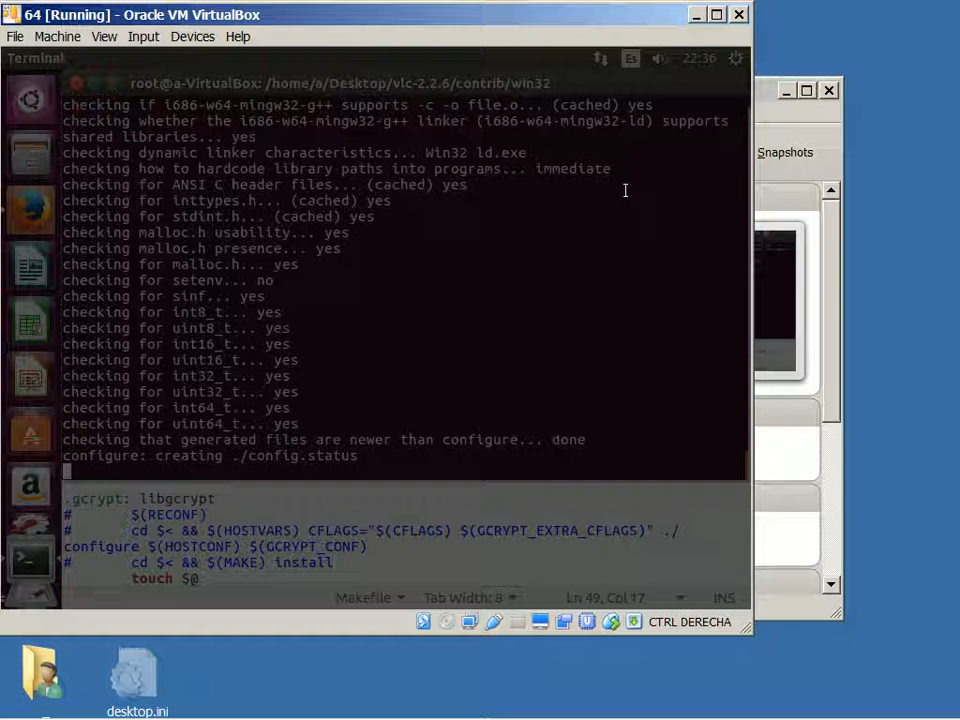 64 [Running] - Oracle VM VirtualBox
File Machine View Input Devices Help
Terminal
Es
22:36
root@a-VirtualBox: /home/a/Desktop/vlc-2.2.6/contrib/win32
checking if i686-w64-mingw32-g++ supports -c -o file.o... (cached) yes
checking whether the i686-w64-mingw32-g++ linker (i686-w64-mingw32-ld) supports
shared libraries... yes
checking dynamic linker characteristics... Win32 ld.exe
checking how to hardcode library paths into programs... immediate
checking for ANSI C header files... (cached) yes
checking for inttypes.h... (cached) yes
checking for stdint.h... (cached) yes
checking malloc.h usability... yes
checking malloc.h presence... yes
checking for malloc.h... yes
checking for setenv... no
checking for sinf... yes
checking for int8_t... yes
checking for uint8_t... yes
checking for int16_t... yes
checking for uint16_t... yes
checking for int32_t... yes
checking for uint32_t... yes
checking for int64_t... yes
checking for uint64_t... yes
checking that generated files are newer than configure... done
configure: creating ./config.status
.gcrypt: libgcrypt
# $(RECONF)
# cd $< && $(HOSTVARS) CFLAGS="$(CFLAGS) $(GCRYPT_EXTRA_CFLAGS)" ./
configure $(HOSTCONF) $(GCRYPT_CONF)
# cd $< && $(MAKE) install
touch $@
Makefile Tab Width: 8 Ln 49, Col 17 INS
CTRL DERECHA
Snapshots
a
desktop.ini